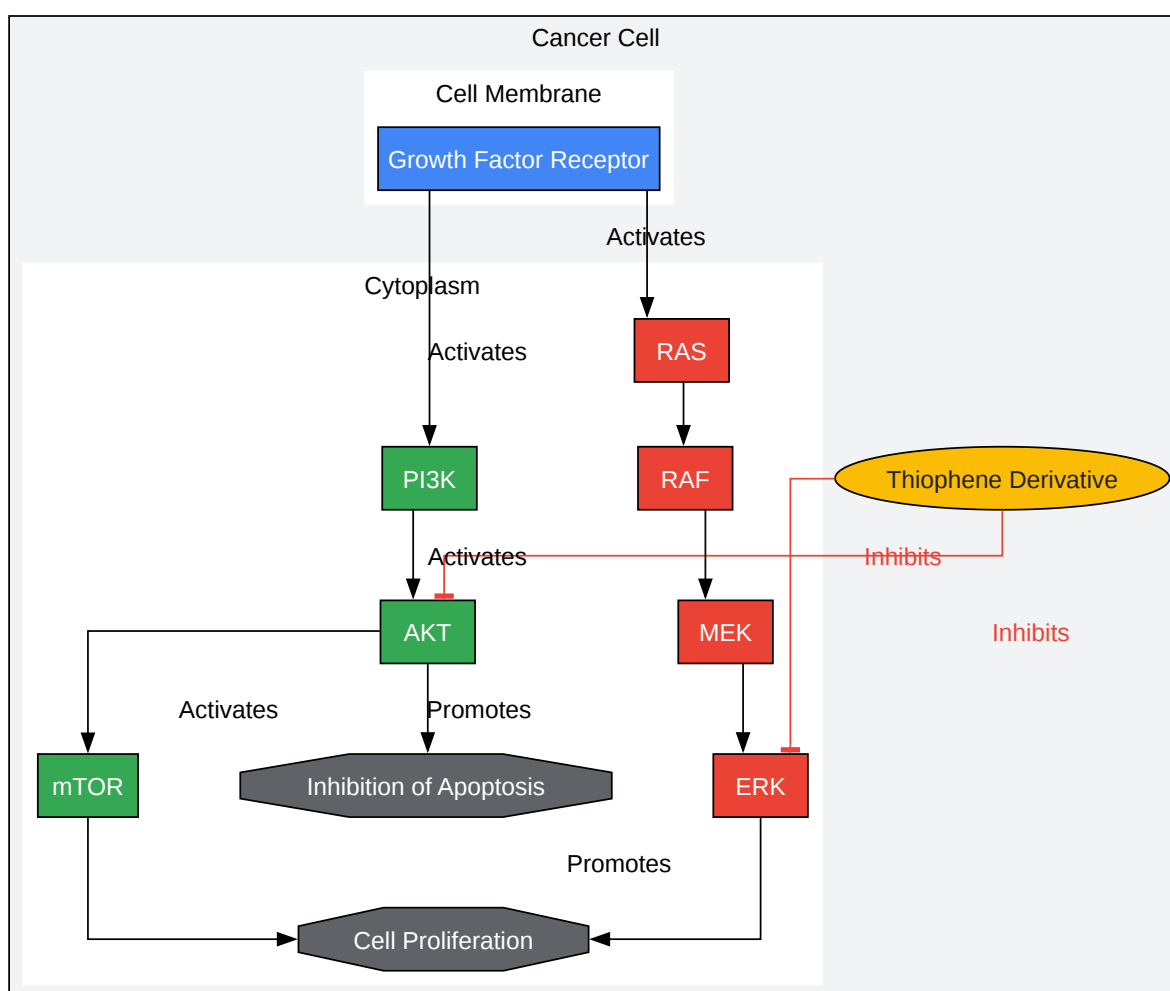 Cancer Cell
Cell Membrane
Growth Factor Receptor
Activates
Cytoplasm
Activates
RAS
PI3K
RAF
Thiophene Derivative
Activates
Inhibits
AKT
MEK
Inhibits
Activates
Promotes
mTOR
Inhibition of Apoptosis
ERK
Promotes
Cell Proliferation